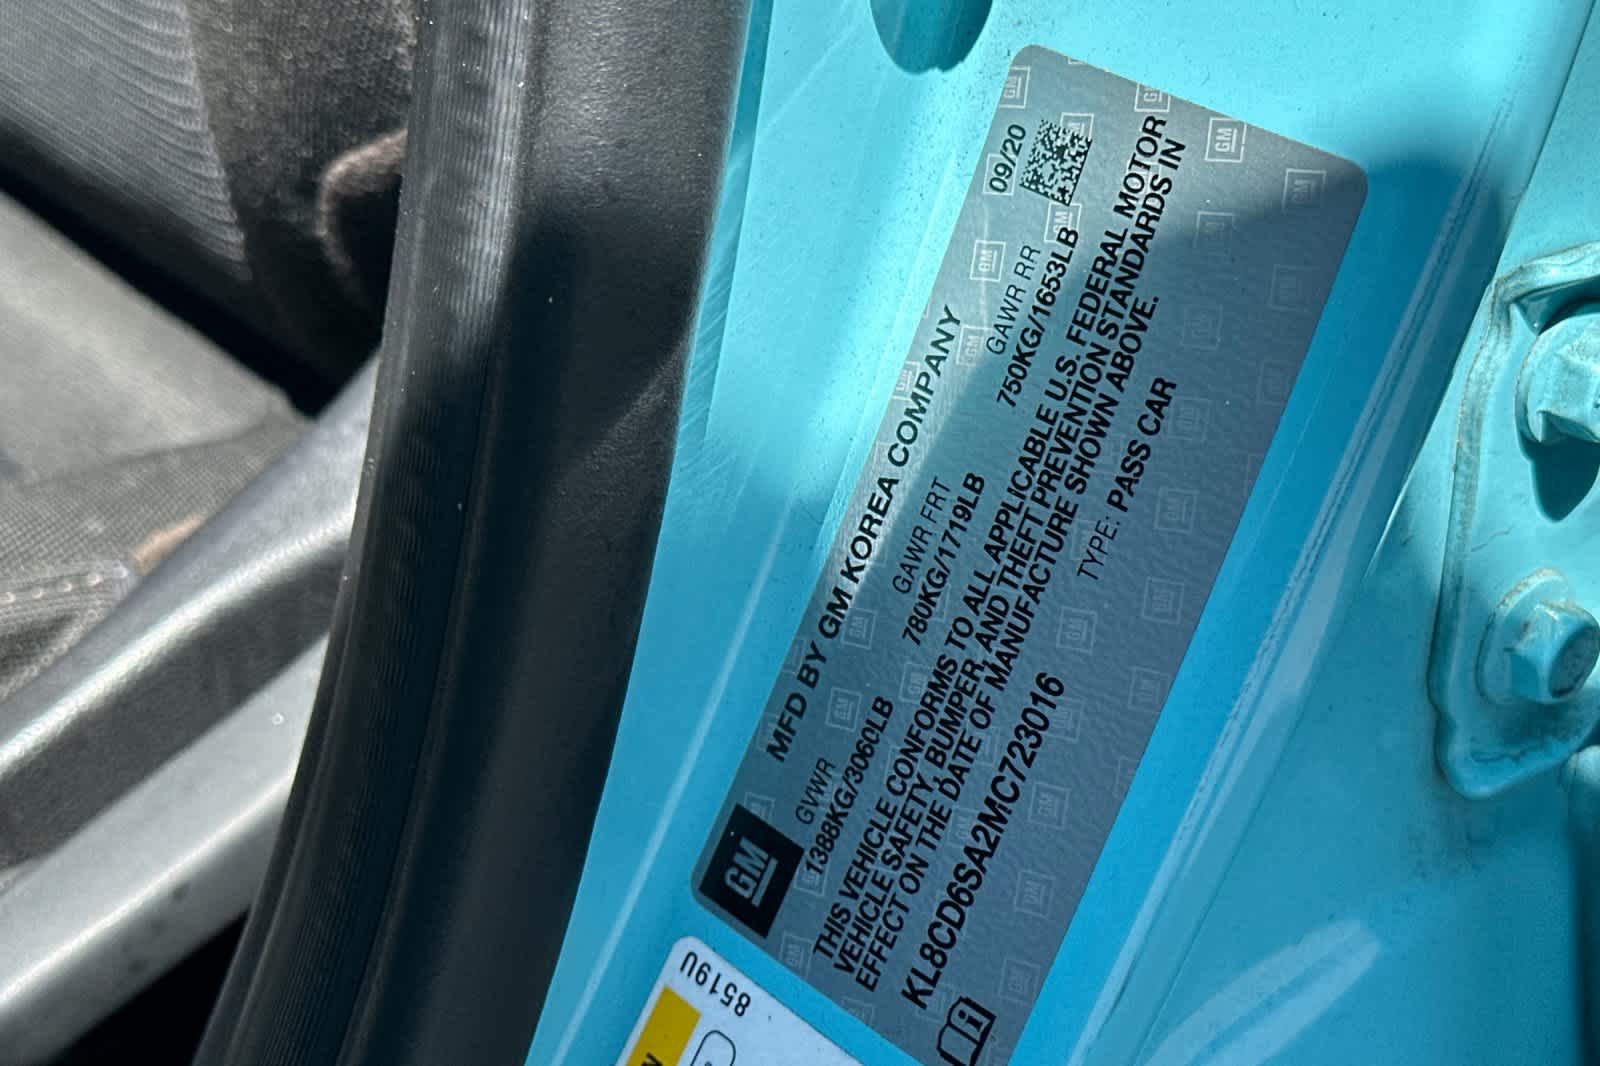 MFD BY GM KOREA COMPANY
09/20
GVWR
GAWR FRT
GAWR RR
1388KG/3060LB
780KG/1719LB
750KG/1653LB
THIS VEHICLE CONFORMS TO ALL APPLICABLE U.S. FEDERAL MOTOR
VEHICLE SAFETY, BUMPER, AND THEFT PREVENTION STANDARDS IN
EFFECT ON THE DATE OF MANUFACTURE SHOWN ABOVE.
KL8CD6SA2MC723016
TYPE: PASS CAR
GM
i
8519U